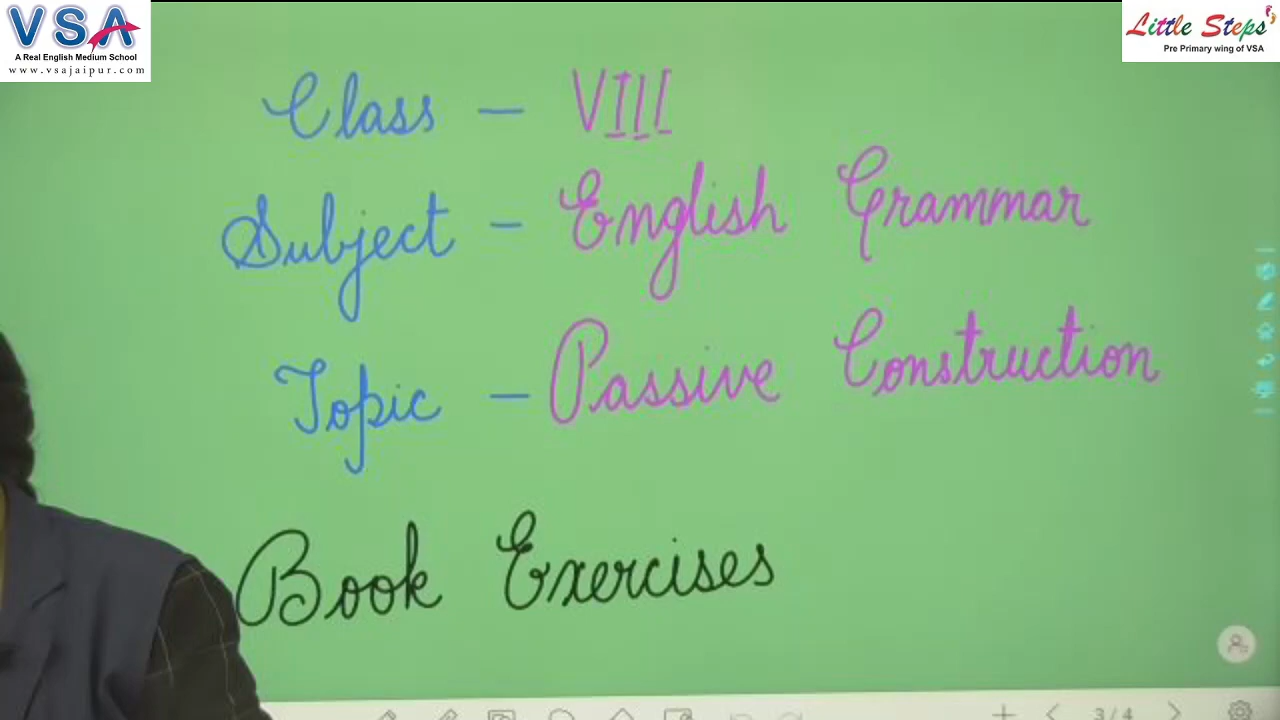 VSA
A Real English Medium School
www.vsajaipur.com
Little Steps
Pre Primary wing of VSA
Class - VIII
Subject - English Grammar
Topic - Passive Construction
Book Exercises
3/4